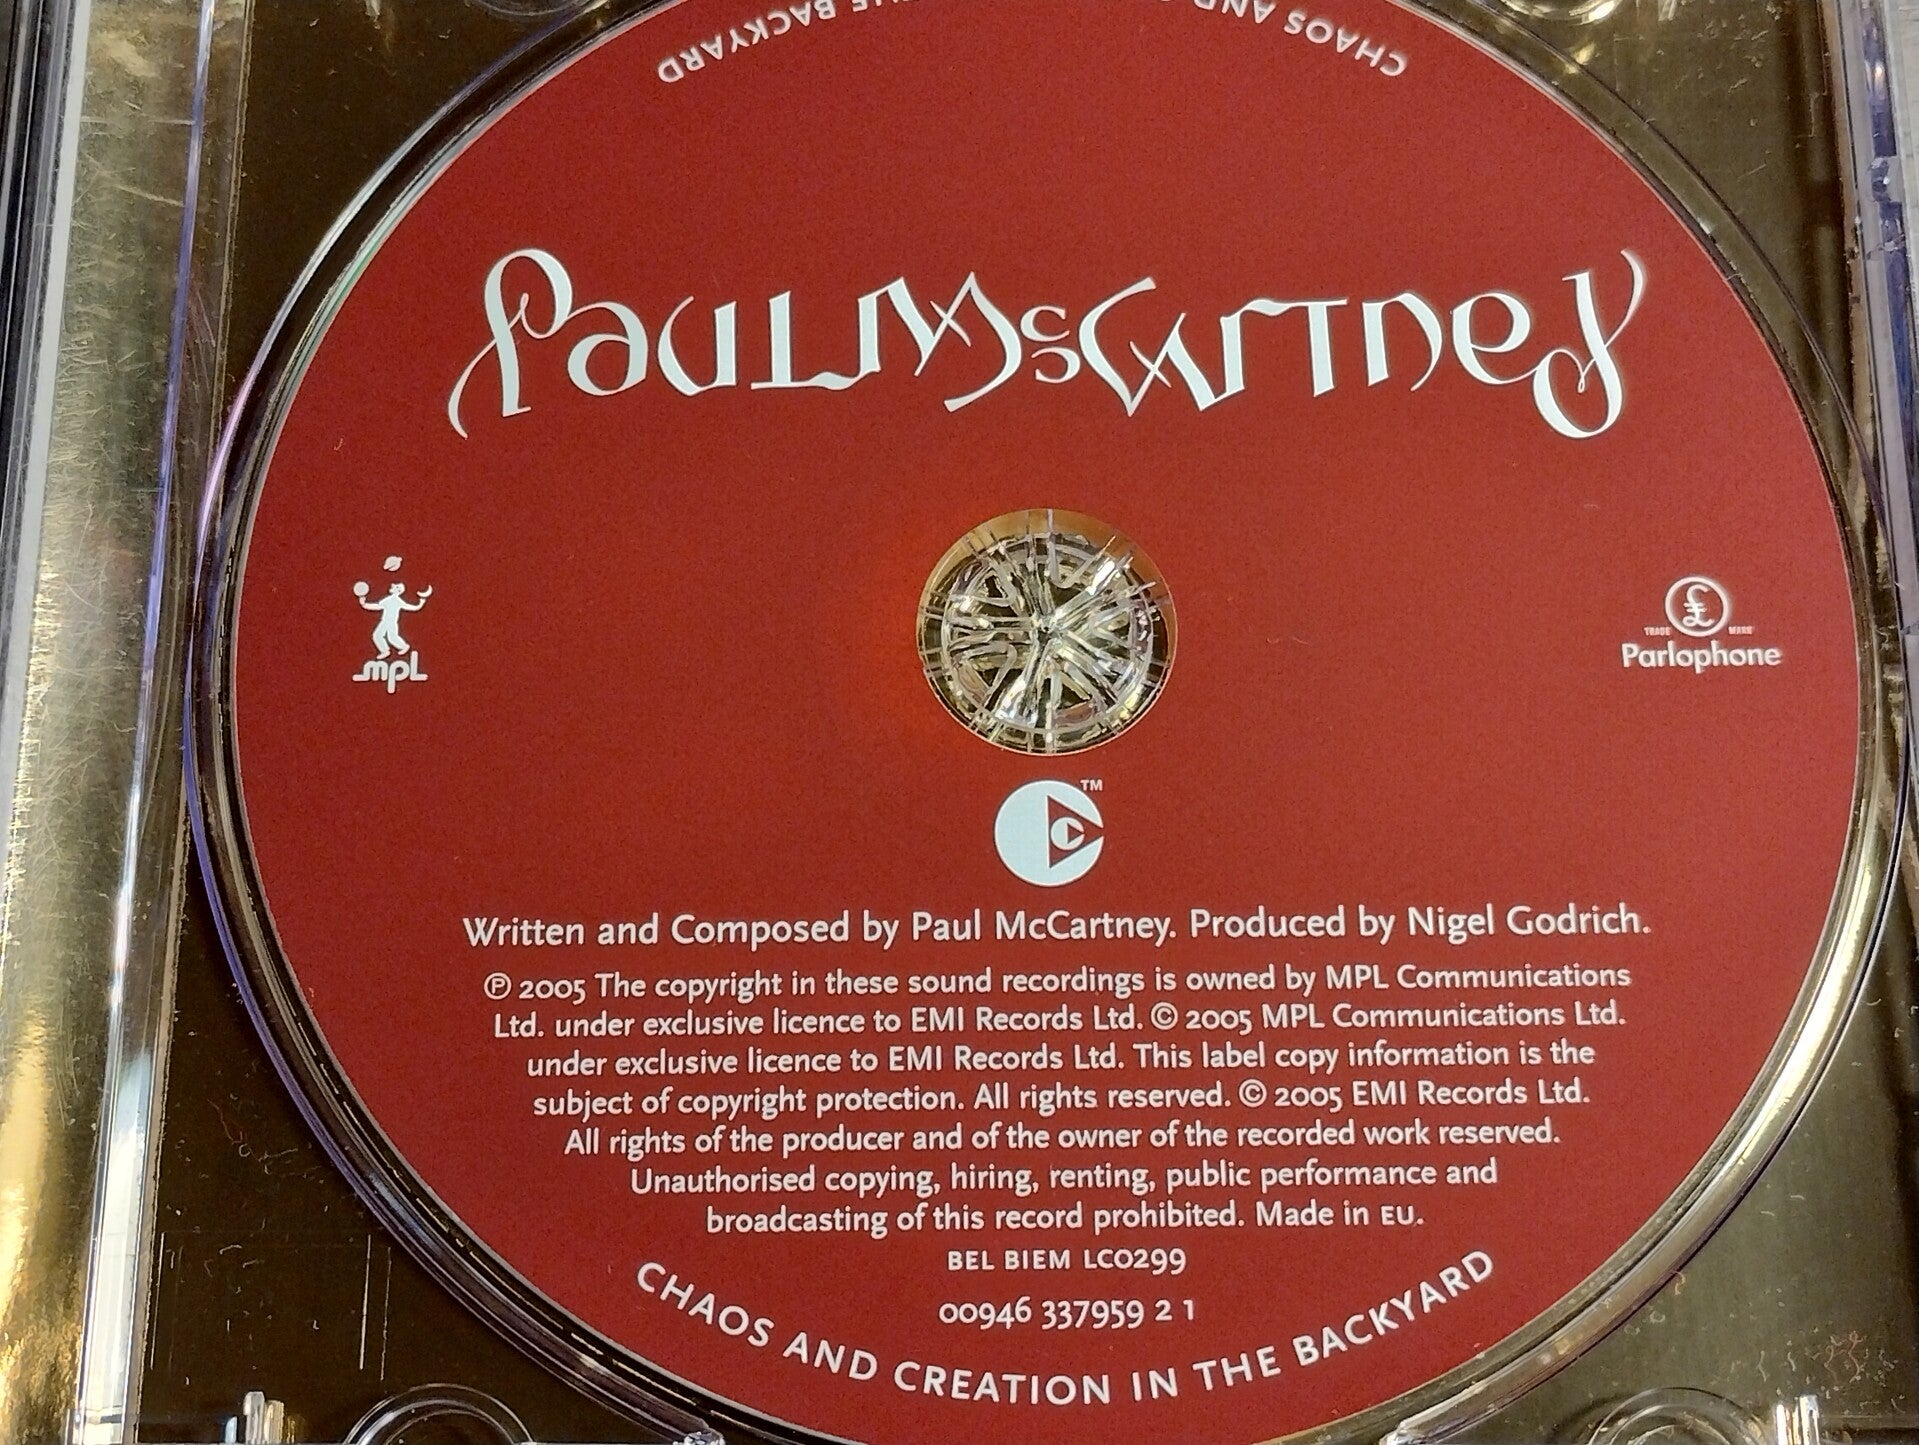 CHAOS AND
BACKYARD
Paul McCartney
mpl
£
TRADE MARK
Parlophone
TM
Written and Composed by Paul McCartney. Produced by Nigel Godrich.
℗ 2005 The copyright in these sound recordings is owned by MPL Communications
Ltd. under exclusive licence to EMI Records Ltd. © 2005 MPL Communications Ltd.
under exclusive licence to EMI Records Ltd. This label copy information is the
subject of copyright protection. All rights reserved. © 2005 EMI Records Ltd.
All rights of the producer and of the owner of the recorded work reserved.
Unauthorised copying, hiring, renting, public performance and
broadcasting of this record prohibited. Made in EU.
BEL BIEM LC0299
00946 337959 2 1
CHAOS AND CREATION IN THE BACKYARD